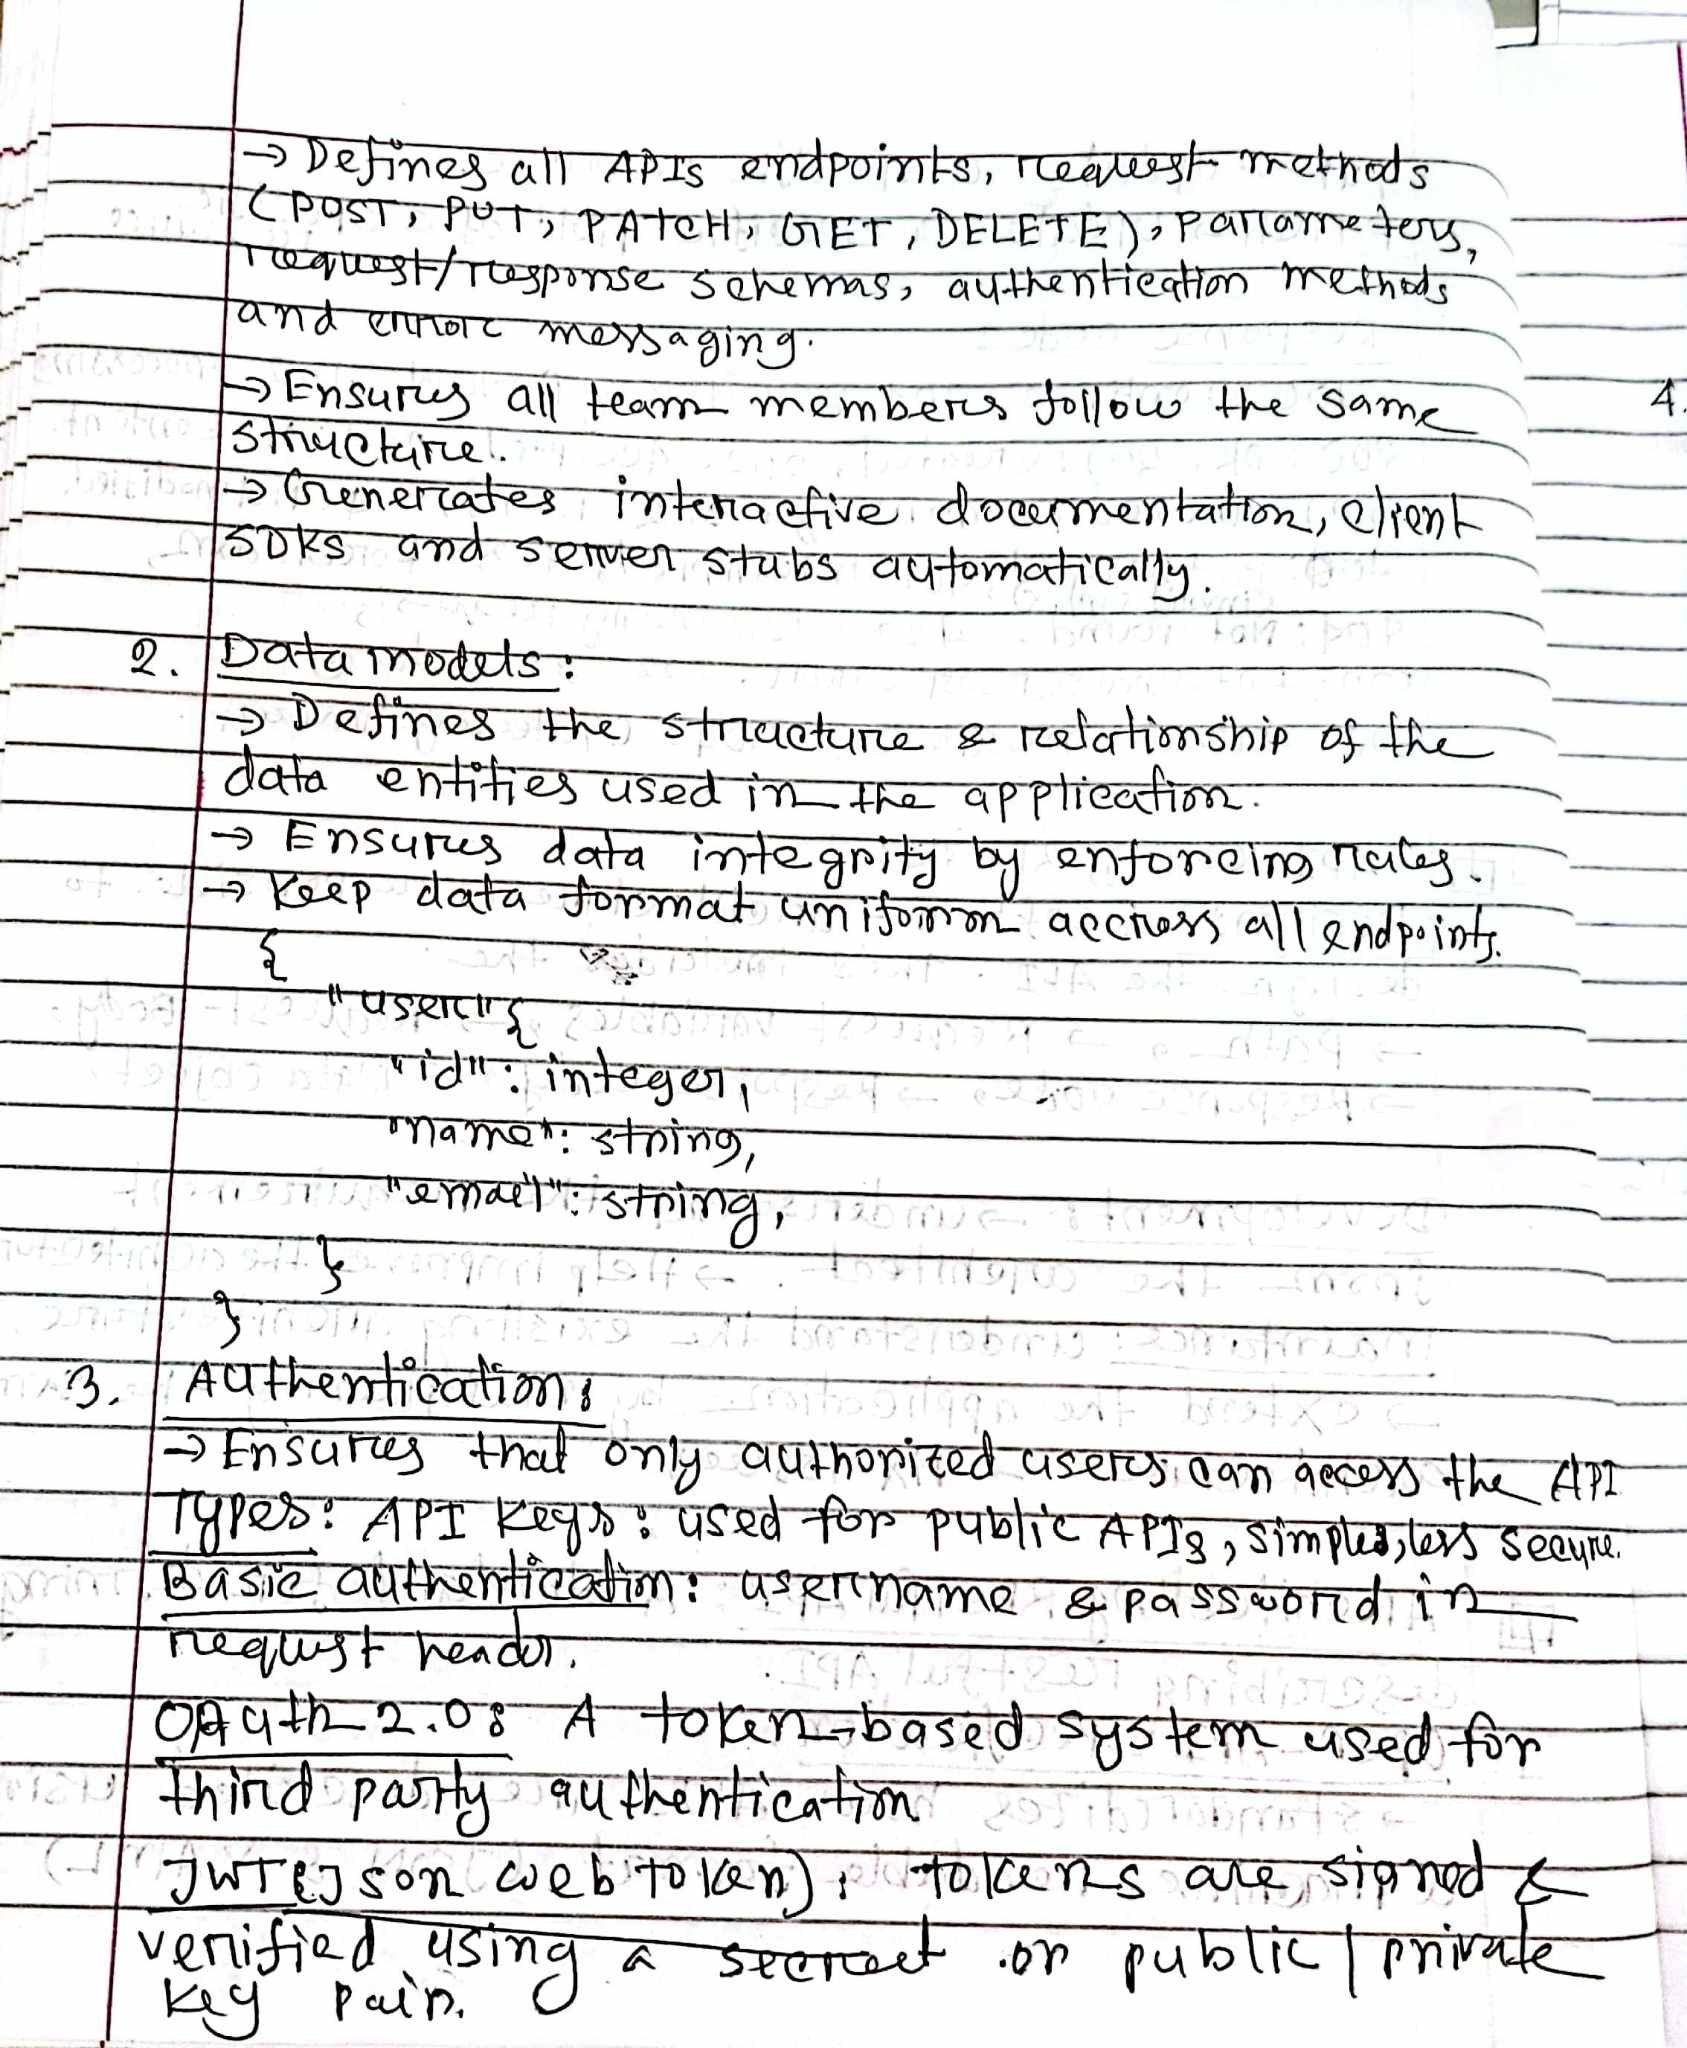 → Defines all APIs endpoints, request methods
(POST, PUT, PATCH, GET, DELETE), parameters,
request/response schemas, authentication methods
and error messaging.
→ Ensures all team members follow the same
structure.
→ Generates interactive documentation, client
SDKs and server stubs automatically.
2. Data models:
→ Defines the structure & relationship of the
data entities used in the application.
→ Ensures data integrity by enforcing rules.
→ Keep data format uniform accross all endpoints.
{
"user"{
"id": integer,
"name": string,
"email": string,
}
}
3. Authentication:
→ Ensures that only authorized users can access the API
Types: API Keys: used for public APIs, simples, less secure.
Basic authentication: username & password in
request header.
OAuth 2.0: A token-based system used for
third party authentication
JWT(Json web token): tokens are signed &
verified using a secreet or public/private
key pair.
4.